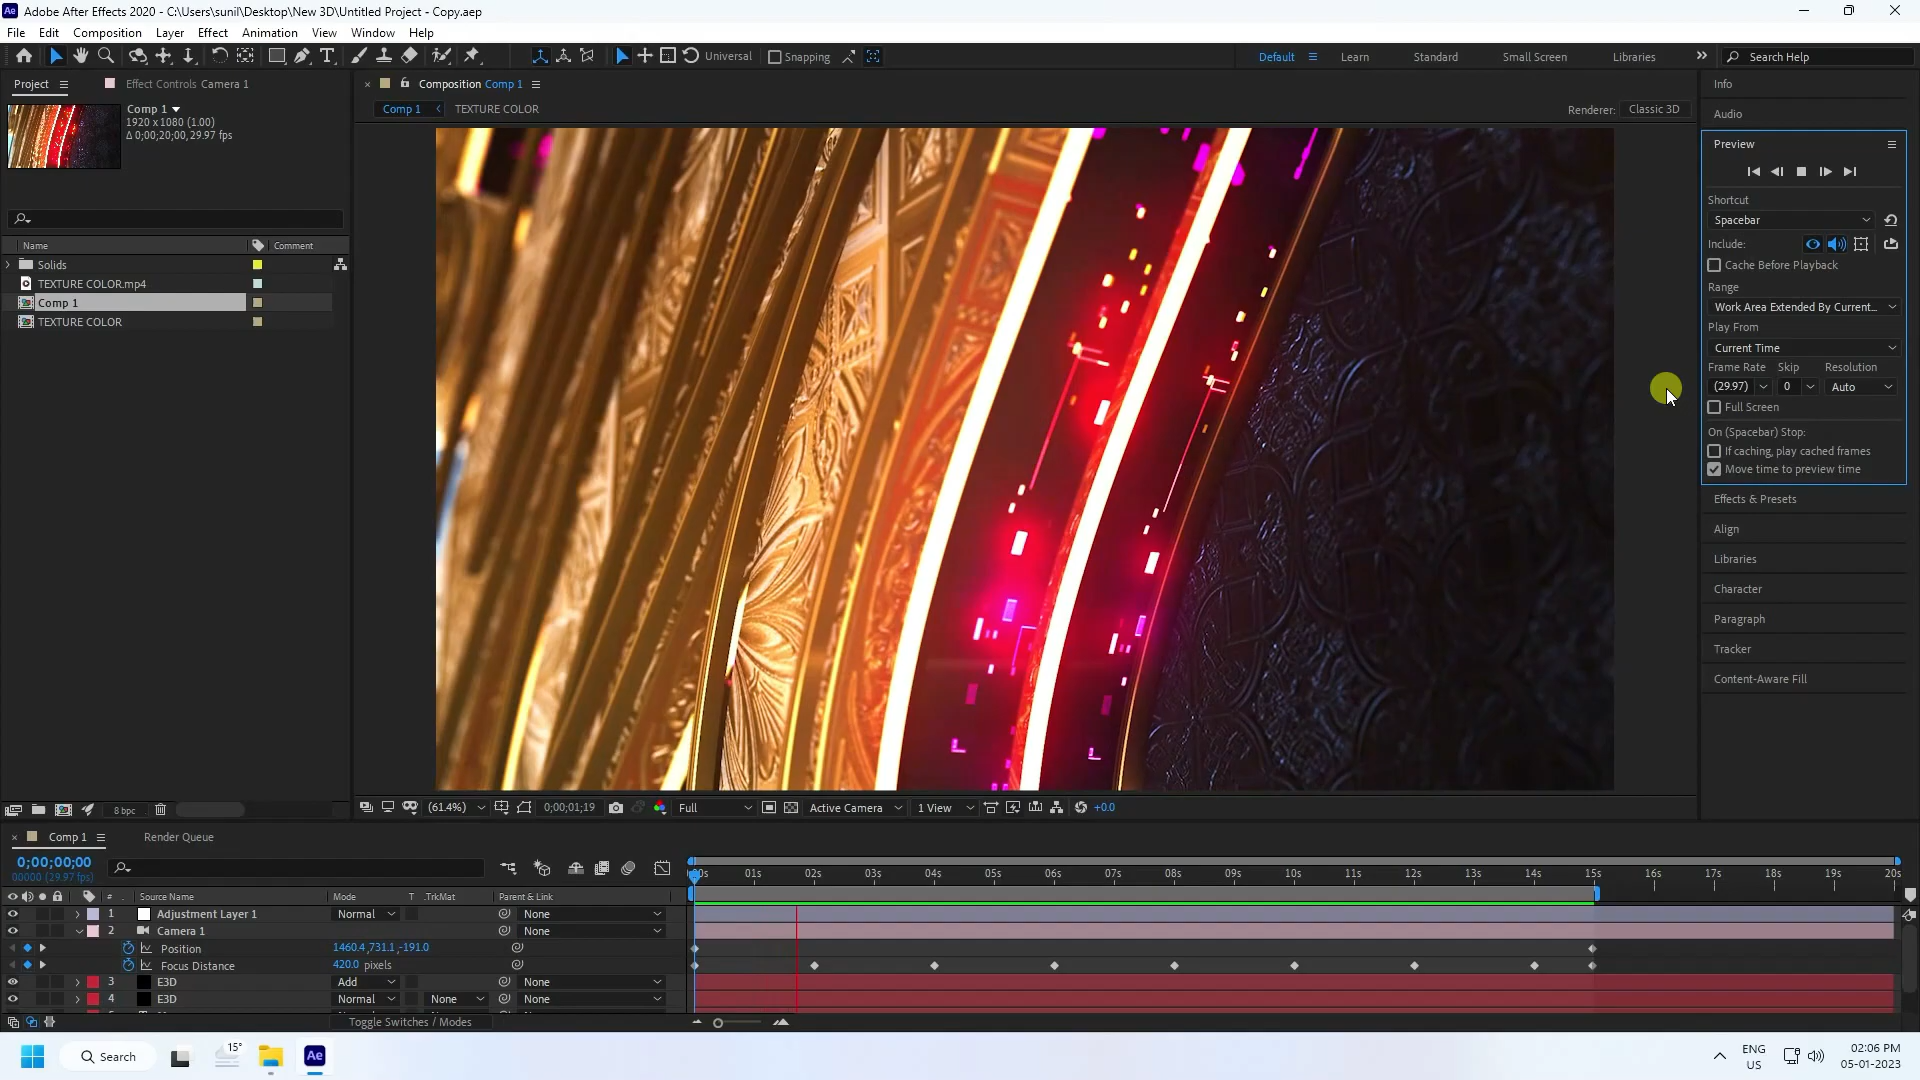 Ae Adobe After Effects 2020 - C:\Users\sunil\Desktop\New 3D\Untitled Project - Copy.aep
File Edit Composition Layer Effect Animation View Window Help
Universal Snapping Default Learn Standard Small Screen Libraries Search Help
Project Effect Controls Camera 1 Composition Comp 1
Comp 1
1920 x 1080 (1.00)
Δ 0;00;20;00, 29.97 fps
Comp 1 TEXTURE COLOR Renderer: Classic 3D
Name Comment
Solids
TEXTURE COLOR.mp4
Comp 1
TEXTURE COLOR
8 bpc
(61.4%) 0;00;01;19 Full Active Camera 1 View +0.0
Info
Audio
Preview
Shortcut
Spacebar
Include:
Cache Before Playback
Range
Work Area Extended By Current...
Play From
Current Time
Frame Rate Skip Resolution
(29.97) 0 Auto
Full Screen
On (Spacebar) Stop:
If caching, play cached frames
Move time to preview time
Effects & Presets
Align
Libraries
Character
Paragraph
Tracker
Content-Aware Fill
Comp 1 Render Queue
0;00;00;00
00000 (29.97 fps)
01s 02s 03s 04s 05s 06s 07s 08s 09s 10s 11s 12s 13s 14s 15s 16s 17s 18s 19s 20s
# Source Name Mode T .TrkMat Parent & Link
1 Adjustment Layer 1 Normal None
2 Camera 1 None
Position 1460.4,731.1,-191.0
Focus Distance 420.0 pixels
3 E3D Add None
4 E3D Normal None None
Toggle Switches / Modes
Search 15° Ae ENG US 02:06 PM
05-01-2023